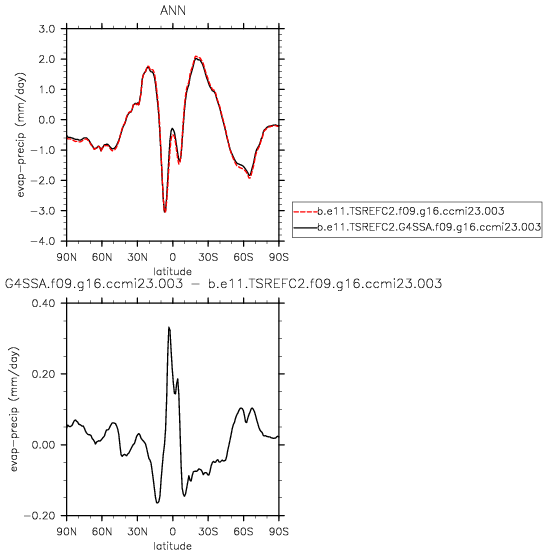 ANN
evap-precip (mm/day)
3.0
2.0
1.0
0.0
-1.0
-2.0
-3.0
-4.0
90N 60N 30N 0 30S 60S 90S
latitude
b.e11.TSREFC2.f09.g16.ccmi23.003
b.e11.TSREFC2.G4SSA.f09.g16.ccmi23.003
G4SSA.f09.g16.ccmi23.003 - b.e11.TSREFC2.f09.g16.ccmi23.003
evap-precip (mm/day)
0.40
0.20
0.00
-0.20
90N 60N 30N 0 30S 60S 90S
latitude